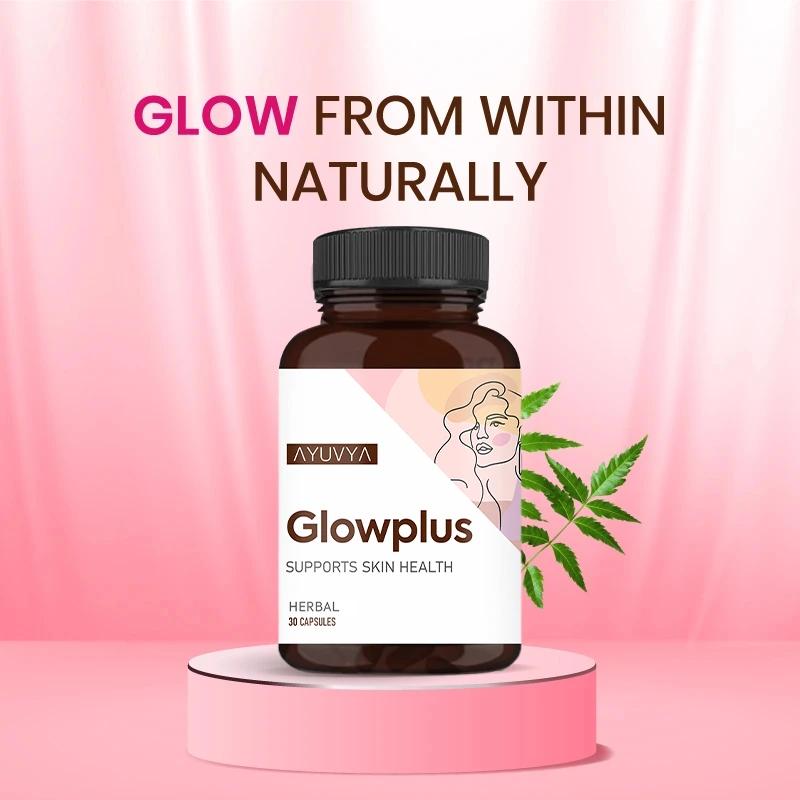 GLOW FROM WITHIN
NATURALLY
AYUVYA
Glowplus
SUPPORTS SKIN HEALTH
HERBAL
30 CAPSULES